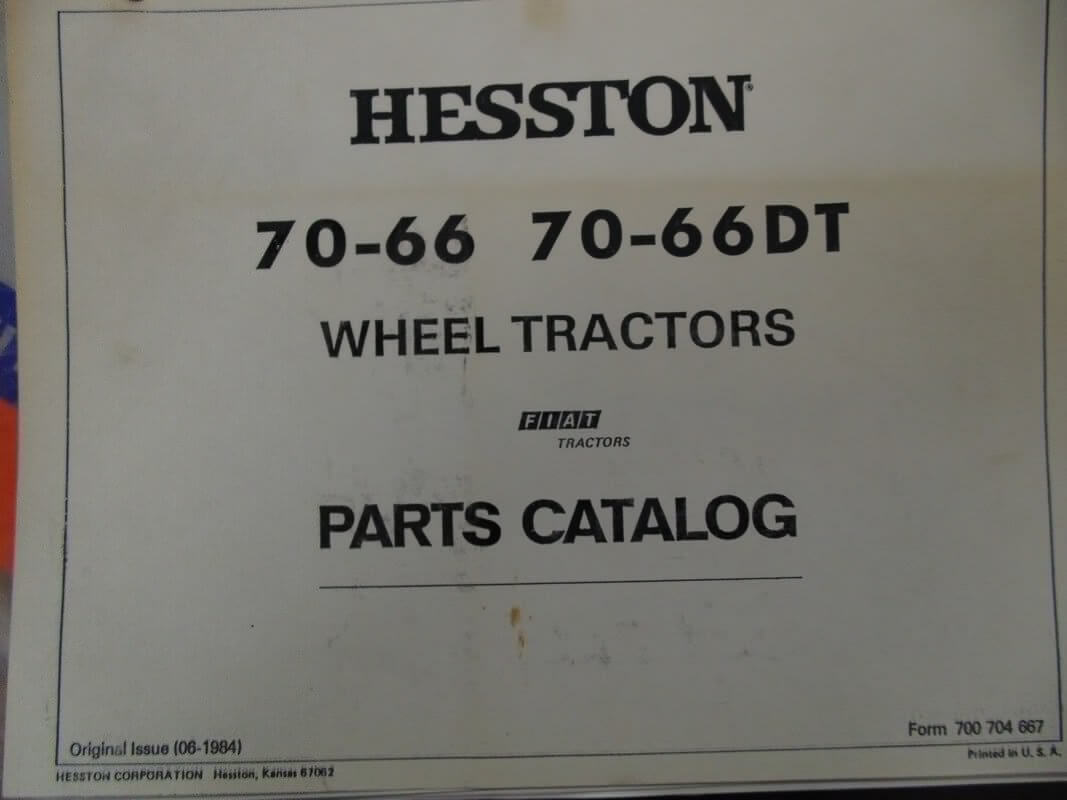 HESSTON®
70-66 70-66DT
WHEEL TRACTORS
FIAT
TRACTORS
PARTS CATALOG
Form 700 704 667
Original Issue (06-1984)
Printed in U. S. A.
HESSTON CORPORATION Hesston, Kansas 67062